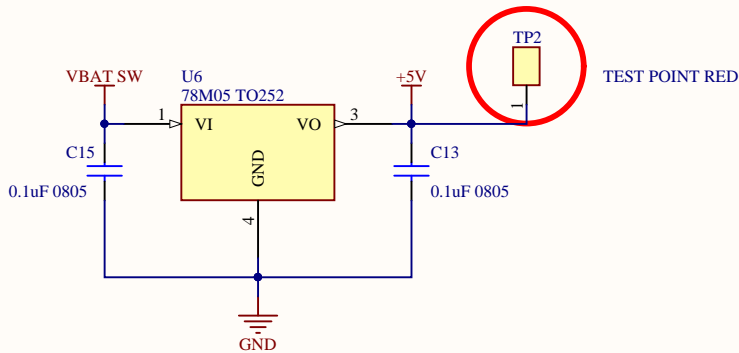 TP2
VBAT SW
U6
+5V
TEST POINT RED
78M05 TO252
1
1
VI
VO
3
GND
C15
C13
0.1uF 0805
0.1uF 0805
4
GND